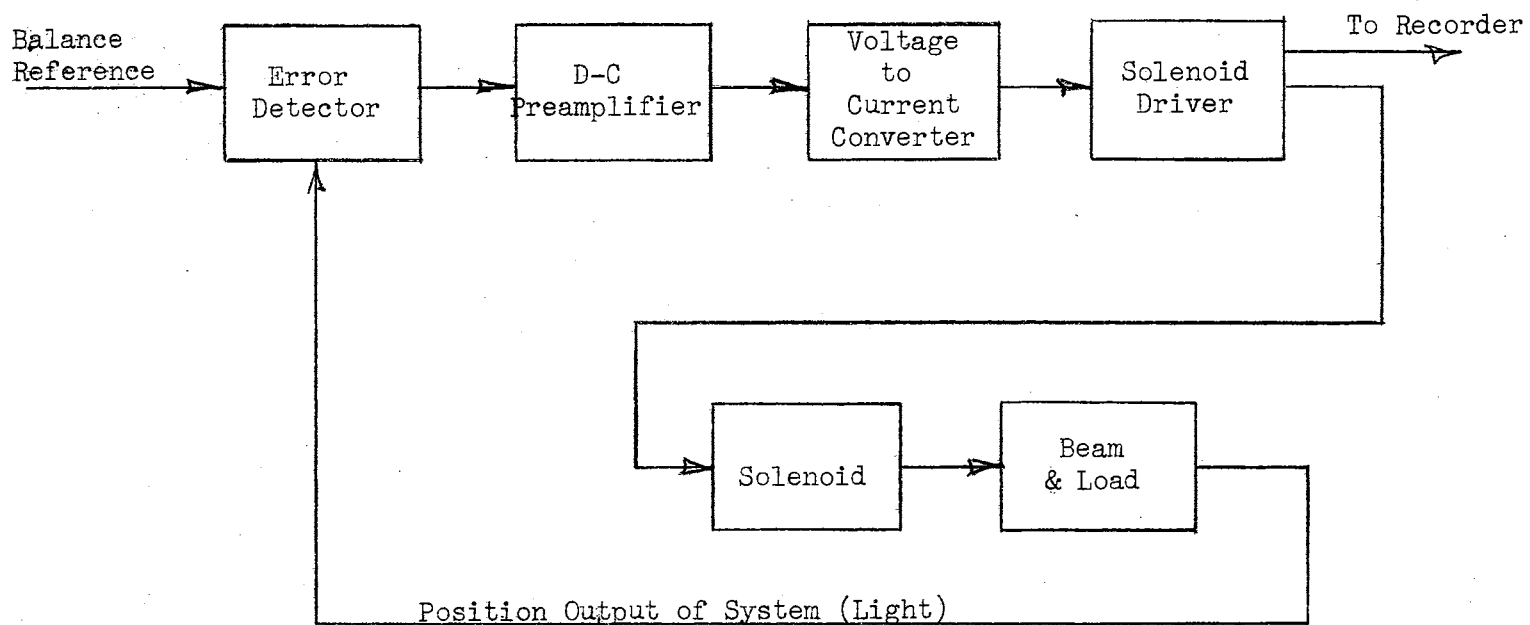 Balance
Reference
Error
Detector
D-C
Preamplifier
Voltage
to
Current
Converter
Solenoid
Driver
To Recorder
Solenoid
Beam
& Load
Position Output of System (Light)